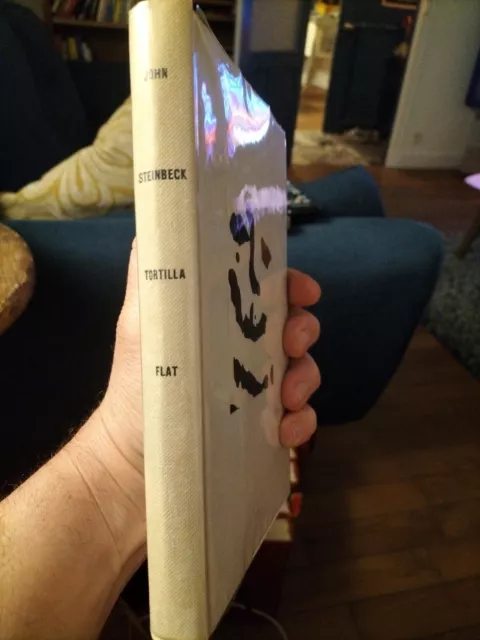 JOHN
STEINBECK
TORTILLA
FLAT